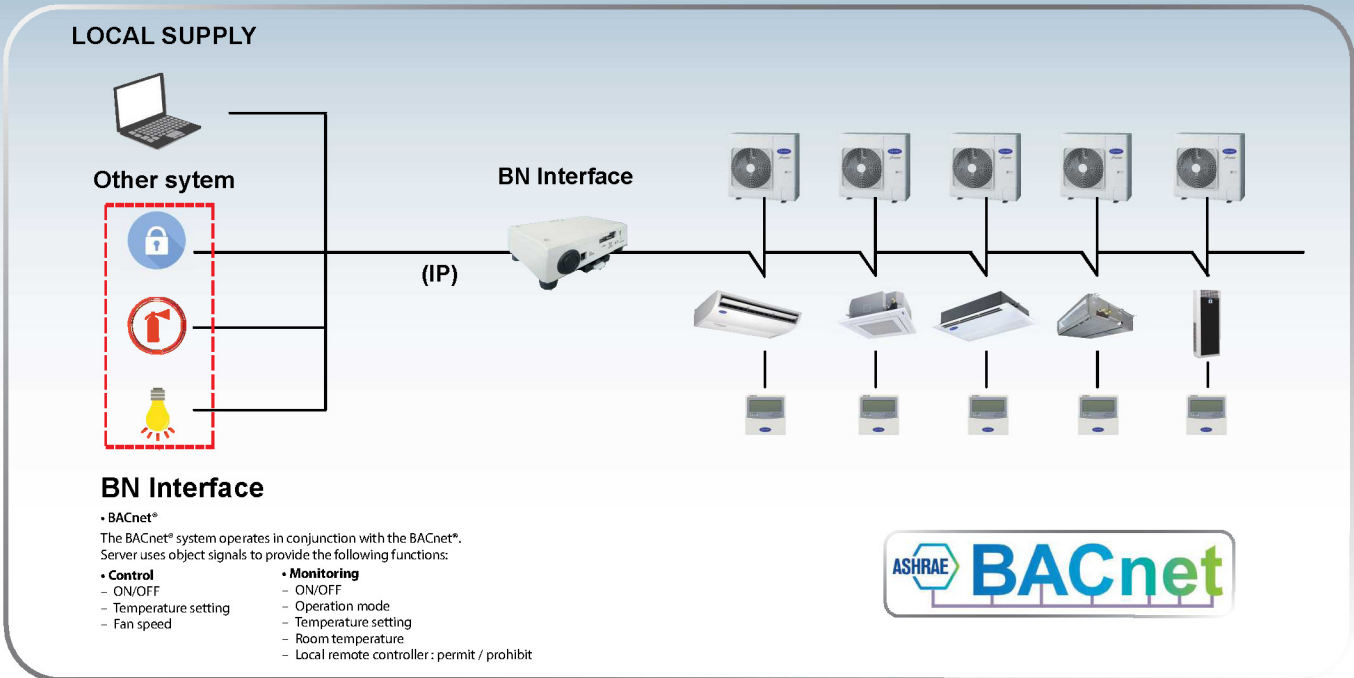 LOCAL SUPPLY
Other sytem
BN Interface
(IP)
BN Interface
• BACnet®
The BACnet® system operates in conjunction with the BACnet®.
Server uses object signals to provide the following functions:
• Control
– ON/OFF
– Temperature setting
– Fan speed
• Monitoring
– ON/OFF
– Operation mode
– Temperature setting
– Room temperature
– Local remote controller : permit / prohibit
ASHRAE BACnet